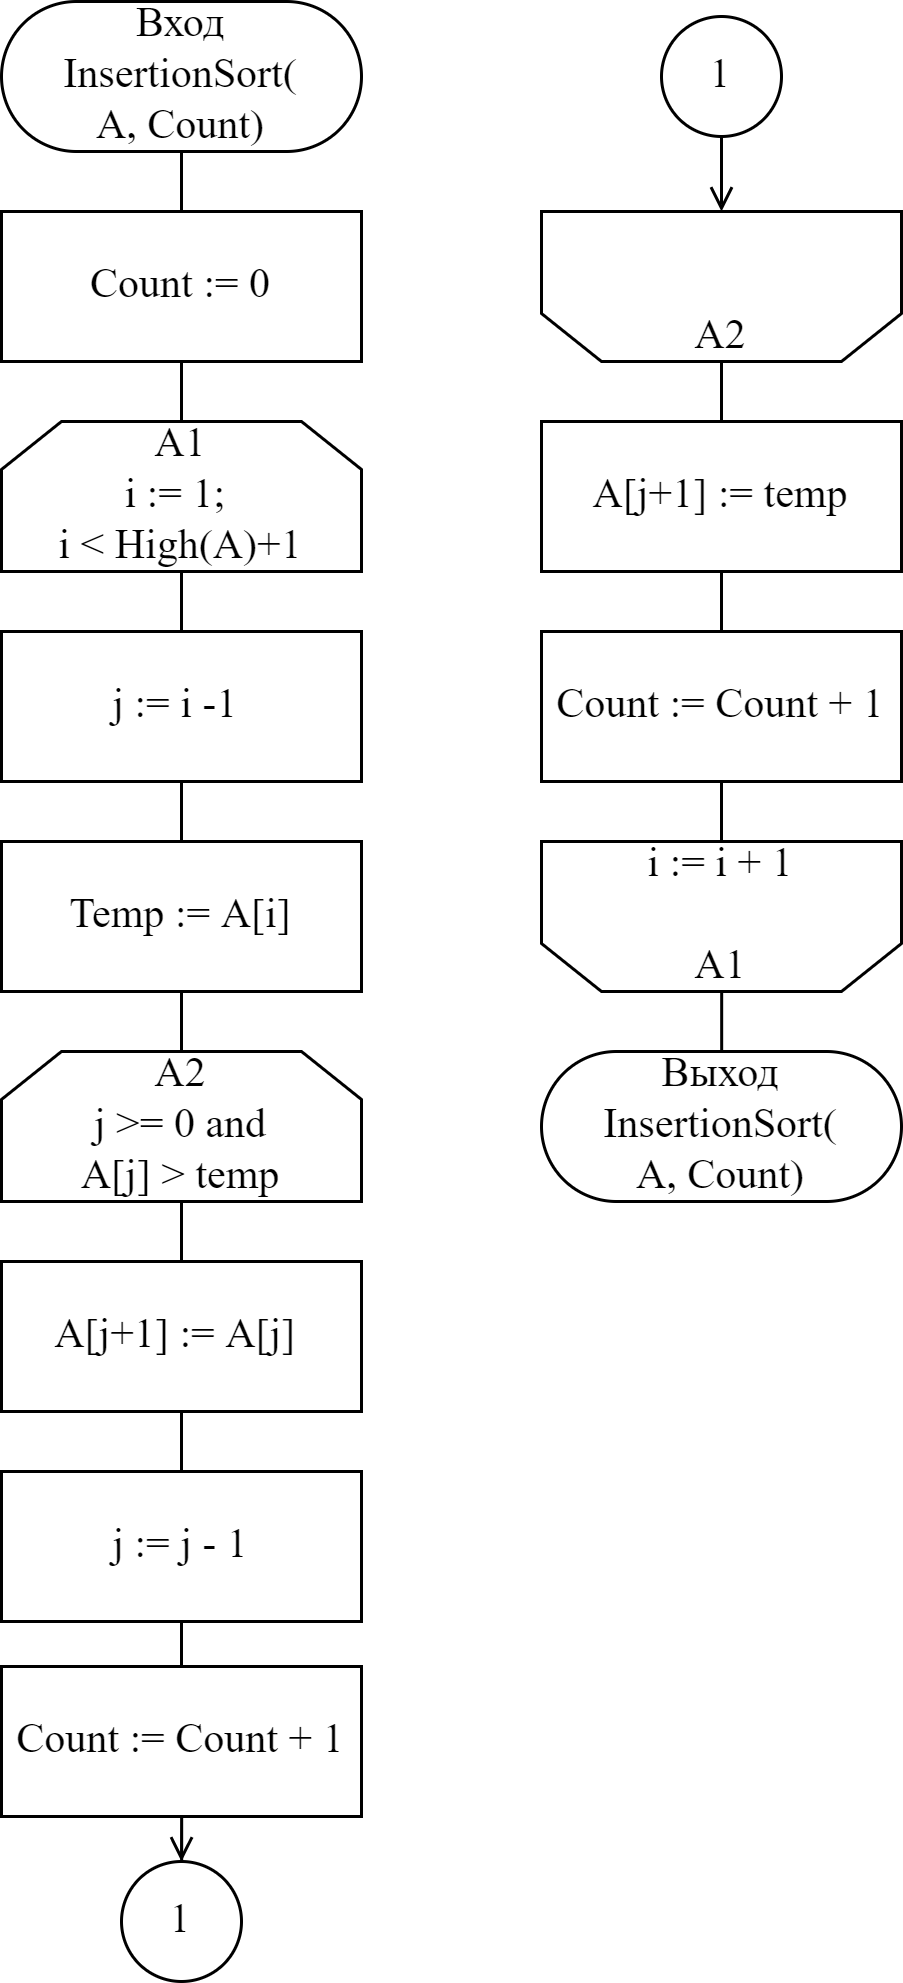 Вход
InsertionSort(
A, Count)
Count := 0
A1
i := 1;
i < High(A)+1
j := i -1
Temp := A[i]
A2
j >= 0 and
A[j] > temp
A[j+1] := A[j]
j := j - 1
Count := Count + 1
1
1
A2
A[j+1] := temp
Count := Count + 1
i := i + 1
A1
Выход
InsertionSort(
A, Count)